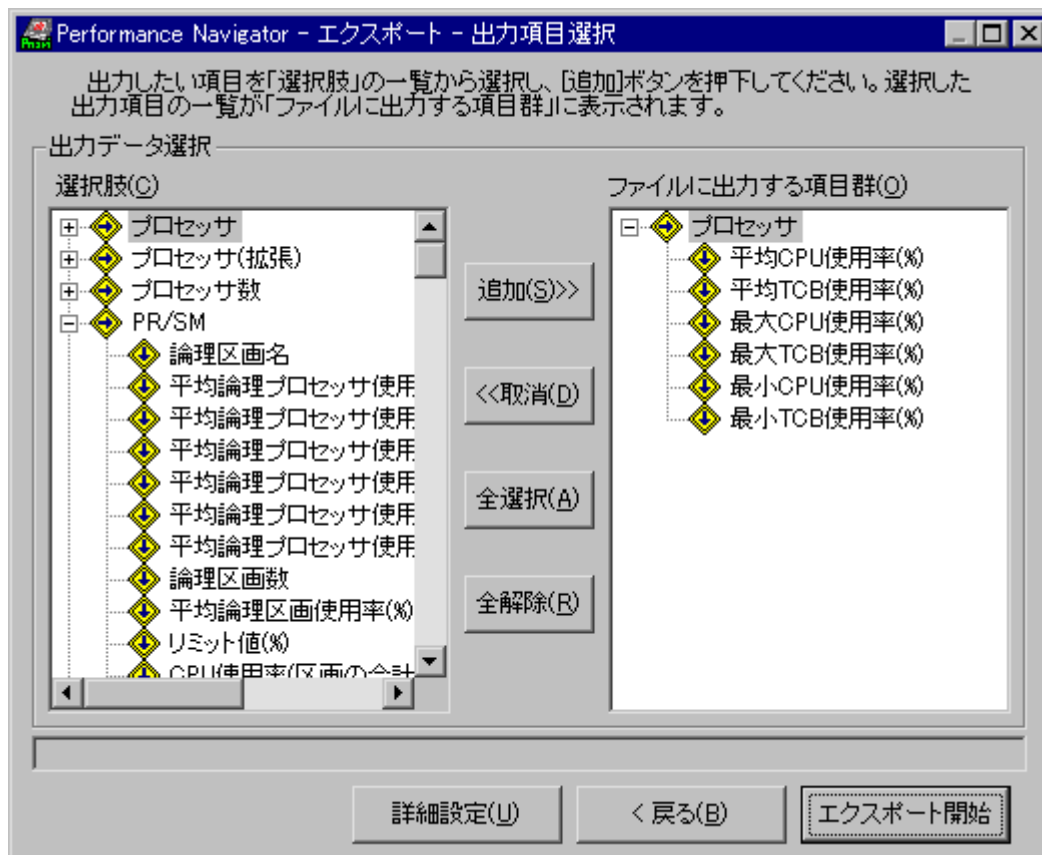 Performance Navigator - エクスポート - 出力項目選択
出力したい項目を「選択肢」の一覧から選択し、[追加]ボタンを押下してください。選択した
出力項目の一覧が「ファイルに出力する項目群」に表示されます。
出力データ選択
選択肢(C)
プロセッサ
プロセッサ(拡張)
プロセッサ数
PR/SM
論理区画名
平均論理プロセッサ使用
平均論理プロセッサ使用
平均論理プロセッサ使用
平均論理プロセッサ使用
平均論理プロセッサ使用
平均論理プロセッサ使用
論理区画数
平均論理区画使用率(%)
リミット値(%)
CPU使用率(区画の合計
追加(S)>>
<<取消(D)
全選択(A)
全解除(R)
ファイルに出力する項目群(O)
プロセッサ
平均CPU使用率(%)
平均TCB使用率(%)
最大CPU使用率(%)
最大TCB使用率(%)
最小CPU使用率(%)
最小TCB使用率(%)
詳細設定(U)
< 戻る(B)
エクスポート開始